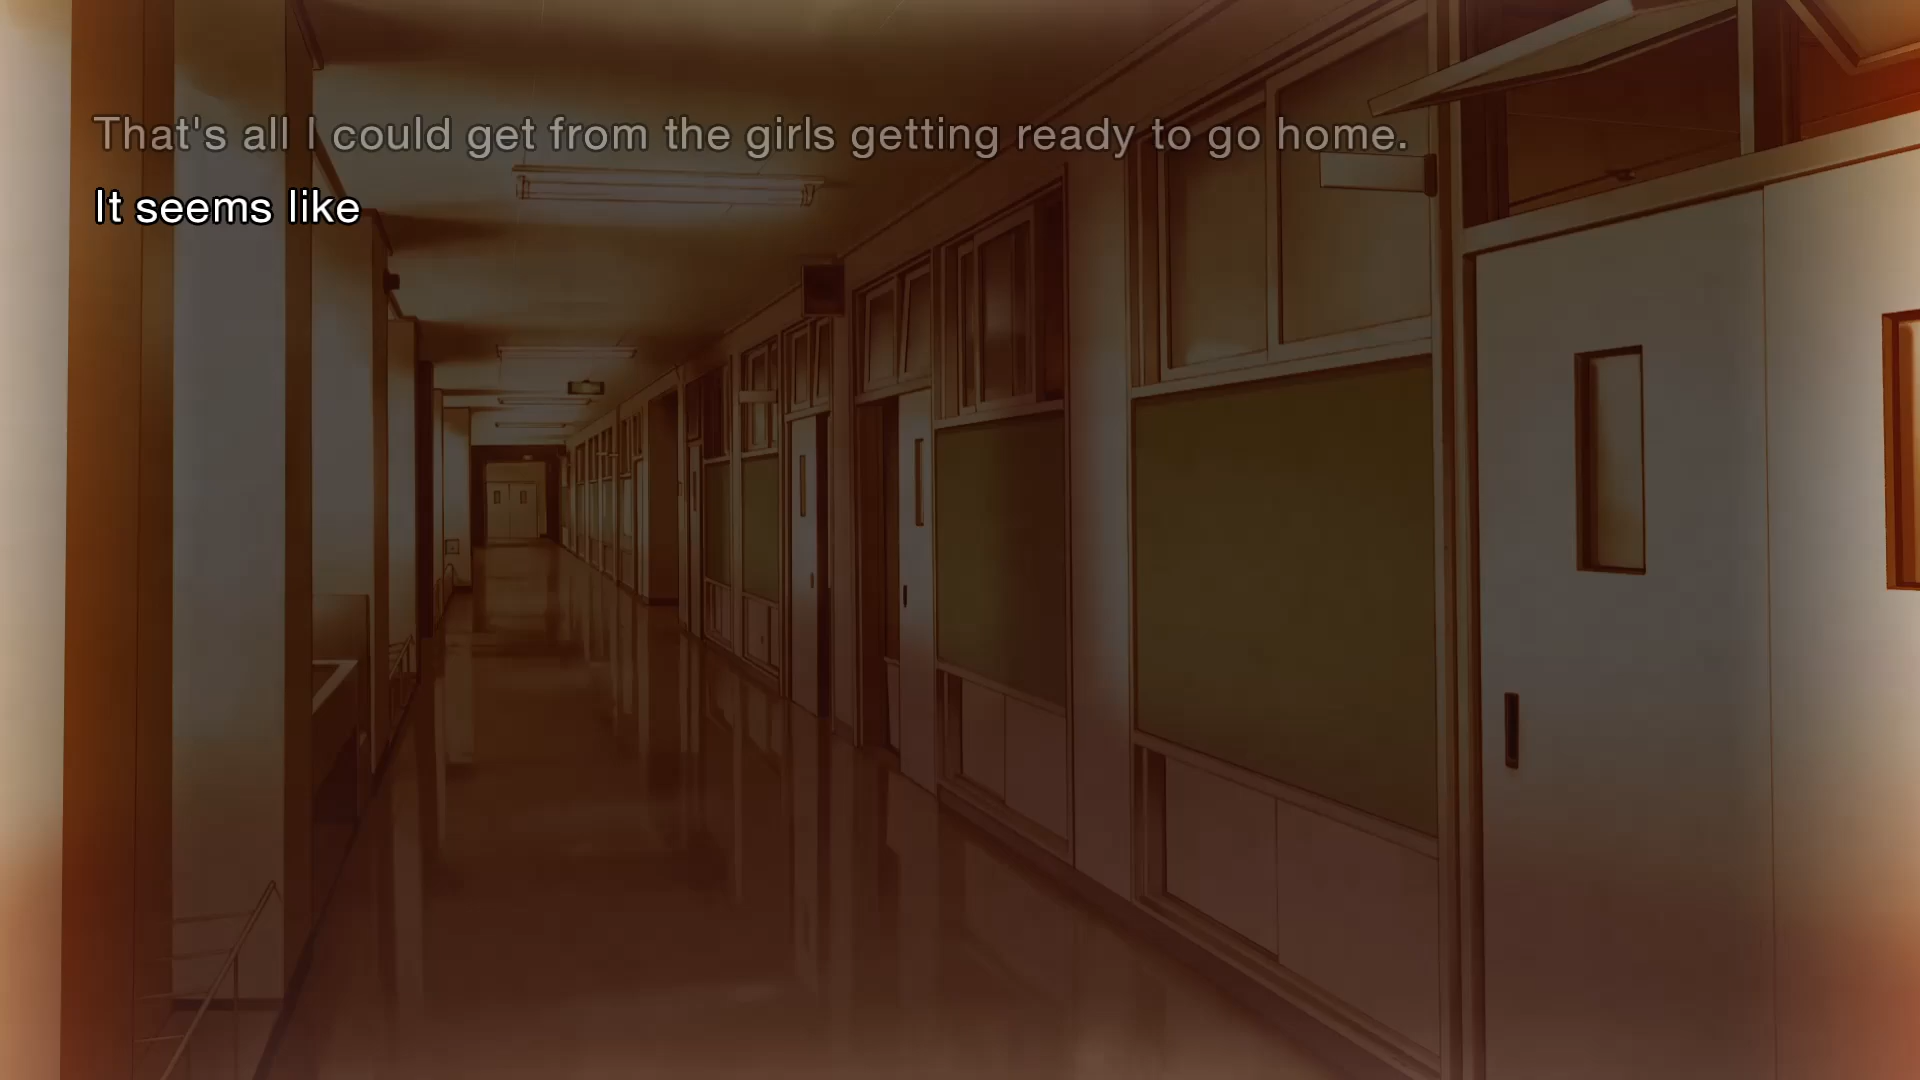 That's all I could get from the girls getting ready to go home.
It seems like